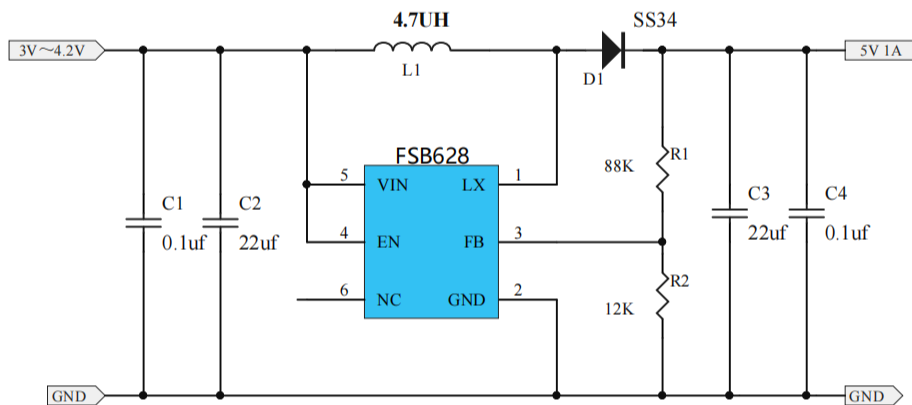 4.7UH
SS34
3V～4.2V
5V 1A
L1
D1
FSB628
R1
88K
5
VIN
LX
1
C1
0.1uf
C2
22uf
4
EN
FB
3
C3
22uf
C4
0.1uf
6
NC
GND
2
R2
12K
GND
GND